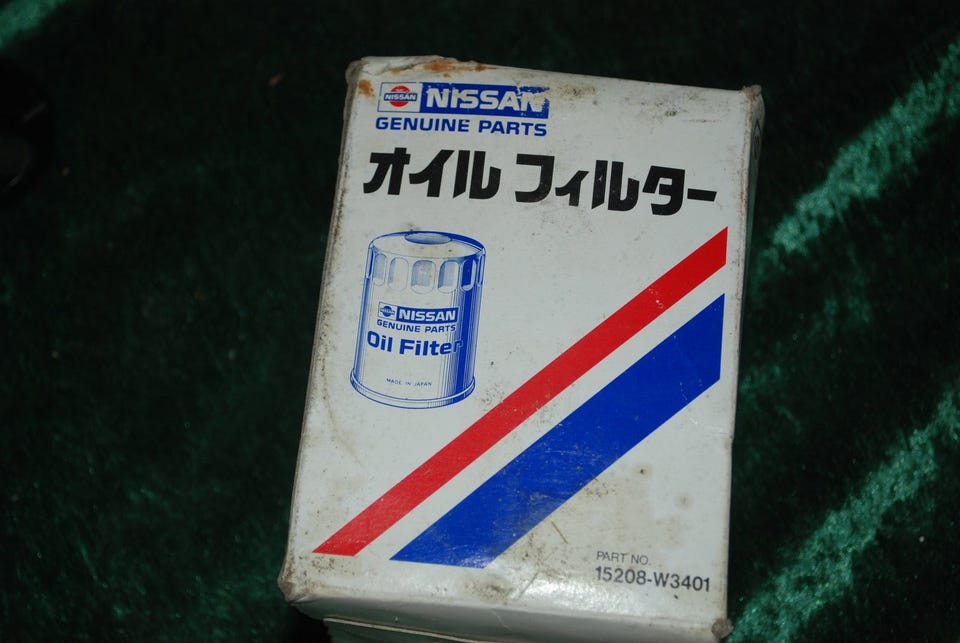 NISSAN
NISSAN
GENUINE PARTS
オイル フィルター
NISSAN
GENUINE PARTS
Oil Filter
MADE IN JAPAN
PART NO.
15208-W3401